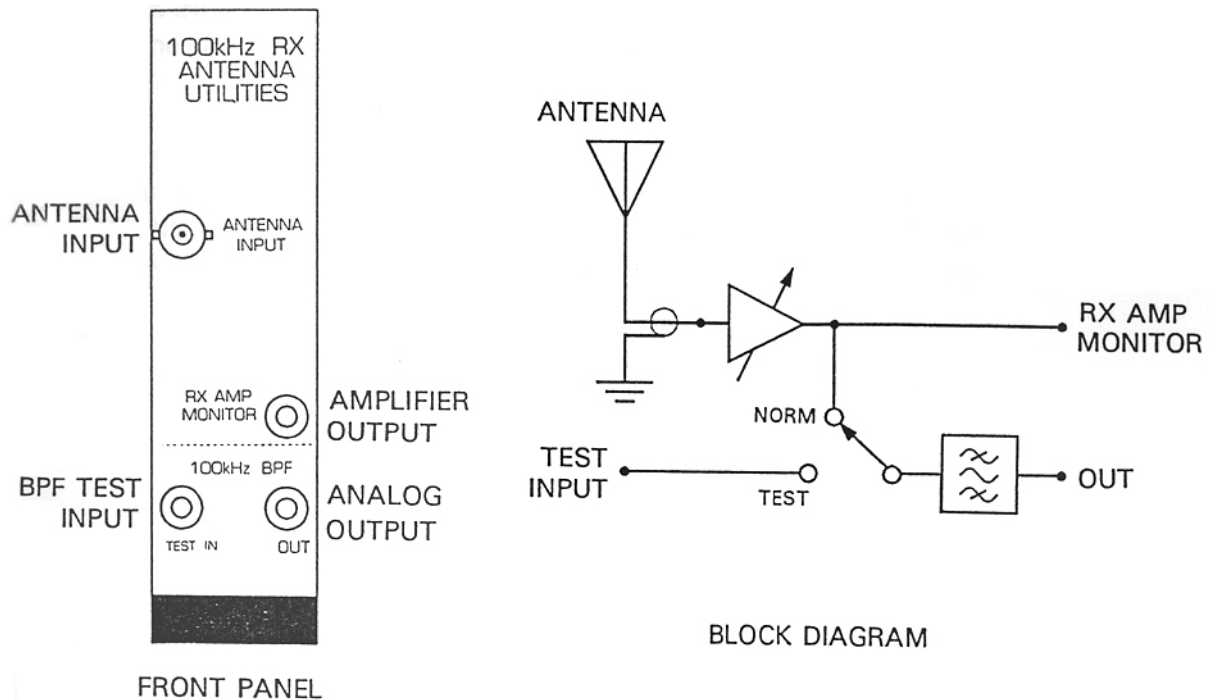 100kHz RX
ANTENNA
UTILITIES
ANTENNA
INPUT
ANTENNA
INPUT
RX AMP
MONITOR
AMPLIFIER
OUTPUT
100kHz BPF
BPF TEST
INPUT
ANALOG
OUTPUT
TEST IN
OUT
FRONT PANEL
ANTENNA
RX AMP
MONITOR
NORM
TEST
INPUT
TEST
OUT
BLOCK DIAGRAM